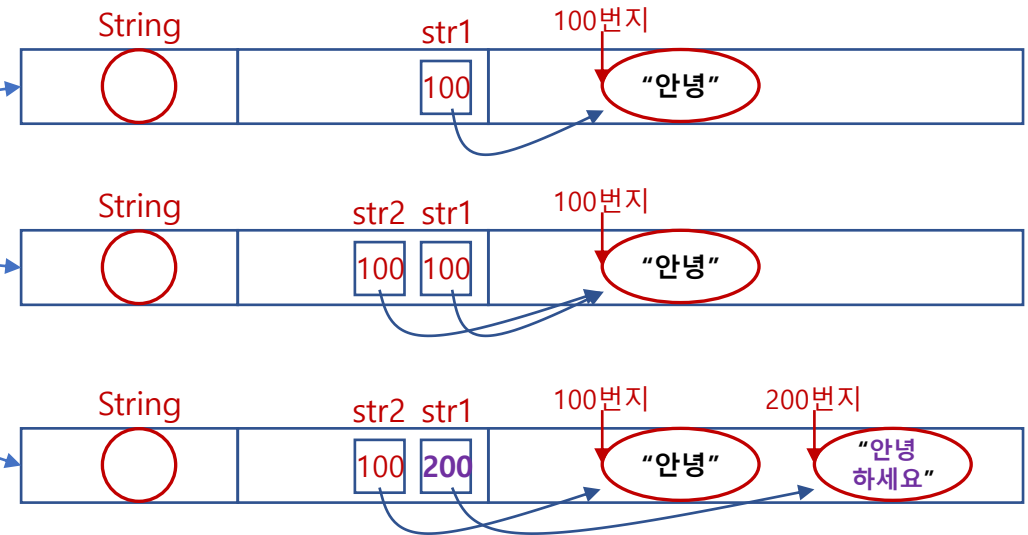 String
str1
100번지
100
“안녕”
String
str2 str1
100번지
100 100
“안녕”
String
str2 str1
100번지
200번지
100 200
“안녕”
“안녕
하세요”